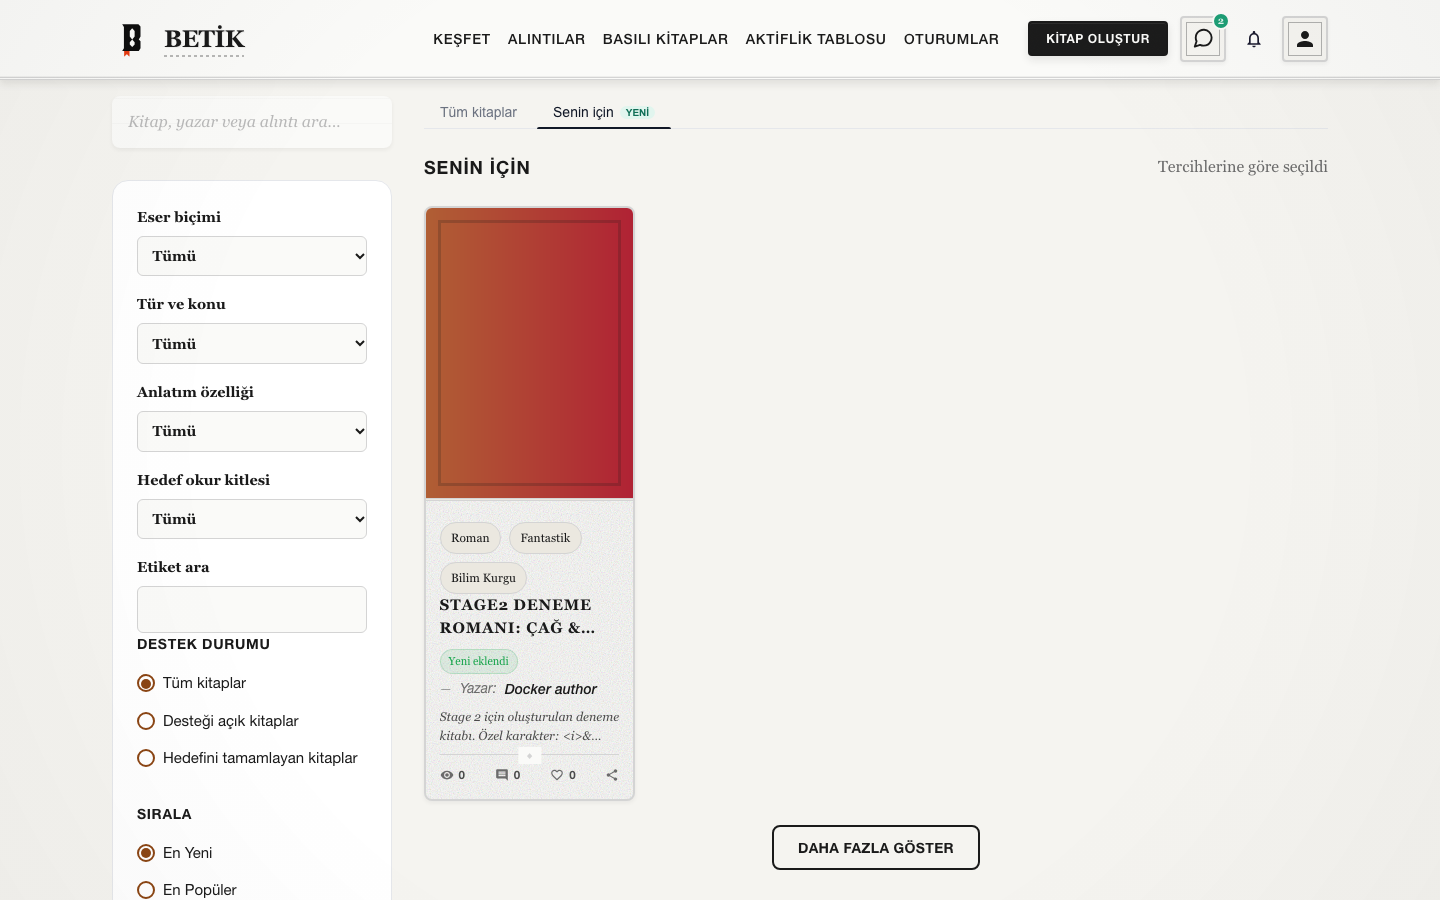 BETİK
KEŞFET ALINTILAR BASILI KİTAPLAR AKTİFLİK TABLOSU OTURUMLAR
KİTAP OLUŞTUR
2
Kitap, yazar veya alıntı ara...
Tüm kitaplar
Senin için YENİ
SENİN İÇİN
Tercihlerine göre seçildi
Eser biçimi
Tümü
Tür ve konu
Tümü
Anlatım özelliği
Tümü
Hedef okur kitlesi
Tümü
Etiket ara
DESTEK DURUMU
Tüm kitaplar
Desteği açık kitaplar
Hedefini tamamlayan kitaplar
SIRALA
En Yeni
En Popüler
Roman Fantastik
Bilim Kurgu
STAGE2 DENEME
ROMANI: ÇAĞ &...
Yeni eklendi
— Yazar: Docker author
Stage 2 için oluşturulan deneme
kitabı. Özel karakter: <i>&...
0 0 0
DAHA FAZLA GÖSTER